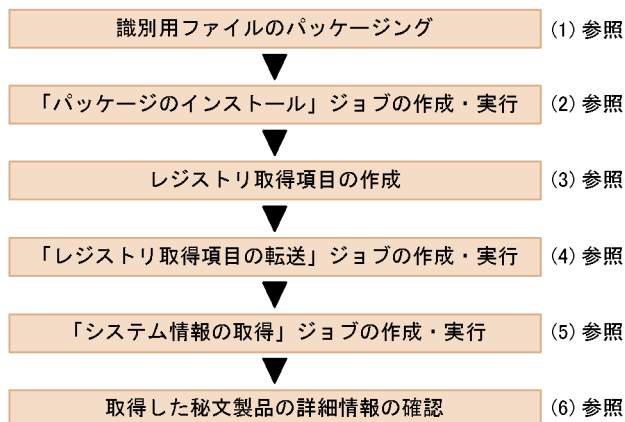 識別用ファイルのパッケージング (1)参照
「パッケージのインストール」ジョブの作成・実行 (2)参照
レジストリ取得項目の作成 (3)参照
「レジストリ取得項目の転送」ジョブの作成・実行 (4)参照
「システム情報の取得」ジョブの作成・実行 (5)参照
取得した秘文製品の詳細情報の確認 (6)参照